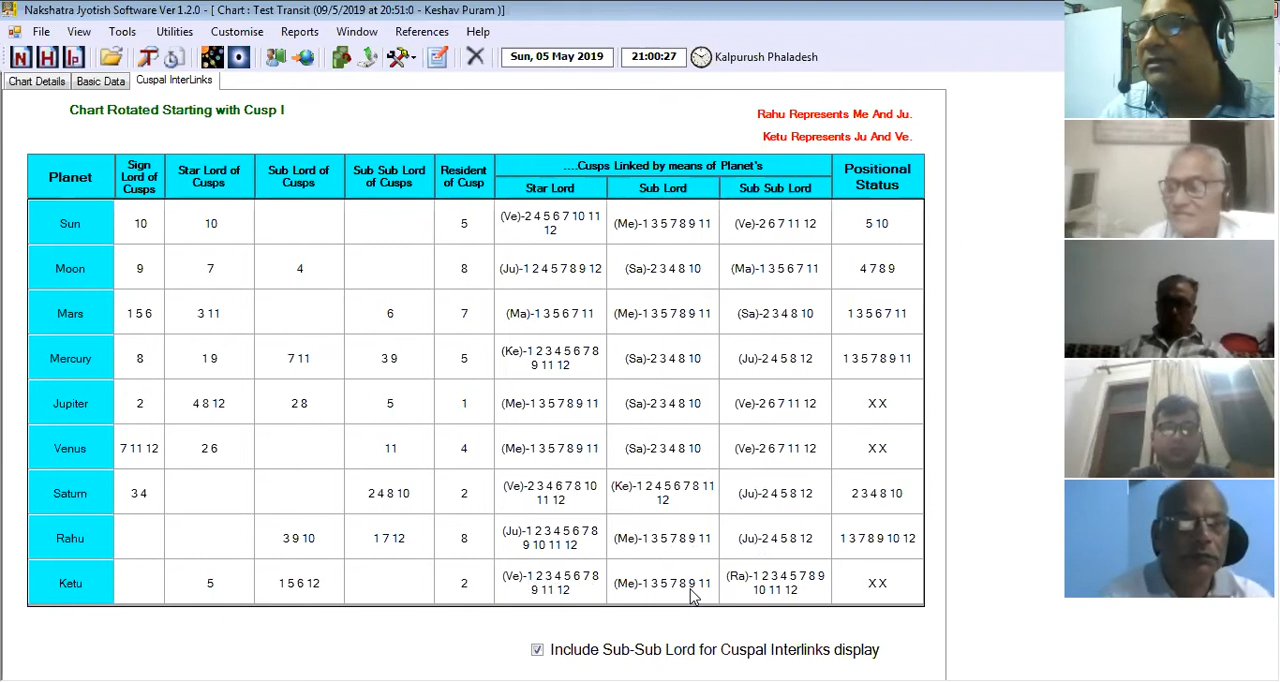 Nakshatra Jyotish Software Ver 1.2.0 - [ Chart : Test Transit (09/5/2019 at 20:51:0 - Keshav Puram )]
File View Tools Utilities Customise Reports Window References Help
N H Ip Sun, 05 May 2019 21:00:27 Kalpurush Phaladesh
Chart Details Basic Data Cuspal InterLinks
Chart Rotated Starting with Cusp I
Rahu Represents Me And Ju.
Ketu Represents Ju And Ve.
Planet Sign Lord of Cusps Star Lord of Cusps Sub Lord of Cusps Sub Sub Lord of Cusps Resident of Cusp ....Cusps Linked by means of Planet's Positional Status
Star Lord Sub Lord Sub Sub Lord
Sun 10 10 5 (Ve)-2 4 5 6 7 10 11 12 (Me)-1 3 5 7 8 9 11 (Ve)-2 6 7 11 12 5 10
Moon 9 7 4 8 (Ju)-1 2 4 5 7 8 9 12 (Sa)-2 3 4 8 10 (Ma)-1 3 5 6 7 11 4 7 8 9
Mars 1 5 6 3 11 6 7 (Ma)-1 3 5 6 7 11 (Me)-1 3 5 7 8 9 11 (Sa)-2 3 4 8 10 1 3 5 6 7 11
Mercury 8 1 9 7 11 3 9 5 (Ke)-1 2 3 4 5 6 7 8 9 11 12 (Sa)-2 3 4 8 10 (Ju)-2 4 5 8 12 1 3 5 7 8 9 11
Jupiter 2 4 8 12 2 8 5 1 (Me)-1 3 5 7 8 9 11 (Sa)-2 3 4 8 10 (Ve)-2 6 7 11 12 X X
Venus 7 11 12 2 6 11 4 (Me)-1 3 5 7 8 9 11 (Sa)-2 3 4 8 10 (Ve)-2 6 7 11 12 X X
Saturn 3 4 2 4 8 10 2 (Ve)-2 3 4 6 7 8 10 11 12 (Ke)-1 2 4 5 6 7 8 11 12 (Ju)-2 4 5 8 12 2 3 4 8 10
Rahu 3 9 10 1 7 12 8 (Ju)-1 2 3 4 5 6 7 8 9 10 11 12 (Me)-1 3 5 7 8 9 11 (Ju)-2 4 5 8 12 1 3 7 8 9 10 12
Ketu 5 1 5 6 12 2 (Ve)-1 2 3 4 5 6 7 8 9 11 12 (Me)-1 3 5 7 8 9 11 (Ra)-1 2 3 4 5 7 8 9 10 11 12 X X
Include Sub-Sub Lord for Cuspal Interlinks display